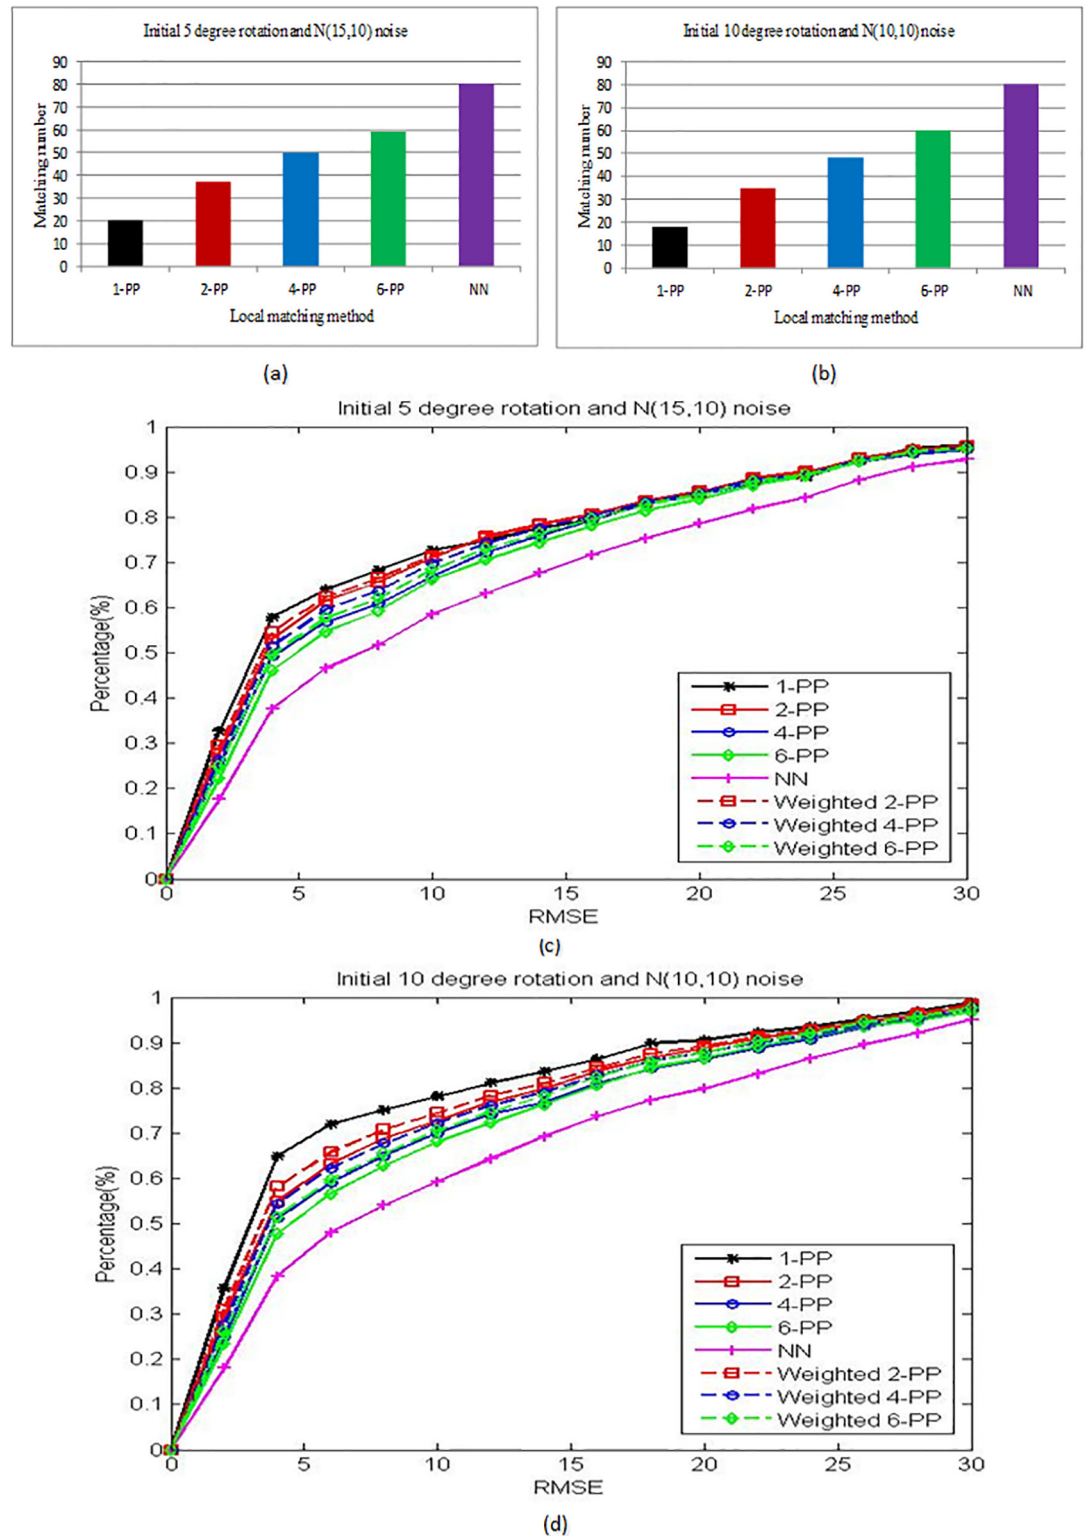 Initial 5 degree rotation and N(15,10) noise
Matching number
90
80
70
60
50
40
30
20
10
0
1-PP 2-PP 4-PP 6-PP NN
Local matching method
(a)
Initial 10 degree rotation and N(10,10) noise
Matching number
90
80
70
60
50
40
30
20
10
0
1-PP 2-PP 4-PP 6-PP NN
Local matching method
(b)
Initial 5 degree rotation and N(15,10) noise
Percentage(%)
1
0.9
0.8
0.7
0.6
0.5
0.4
0.3
0.2
0.1
0
1-PP
2-PP
4-PP
6-PP
NN
Weighted 2-PP
Weighted 4-PP
Weighted 6-PP
0 5 10 15 20 25 30
RMSE
(c)
Initial 10 degree rotation and N(10,10) noise
Percentage(%)
1
0.9
0.8
0.7
0.6
0.5
0.4
0.3
0.2
0.1
0
1-PP
2-PP
4-PP
6-PP
NN
Weighted 2-PP
Weighted 4-PP
Weighted 6-PP
0 5 10 15 20 25 30
RMSE
(d)